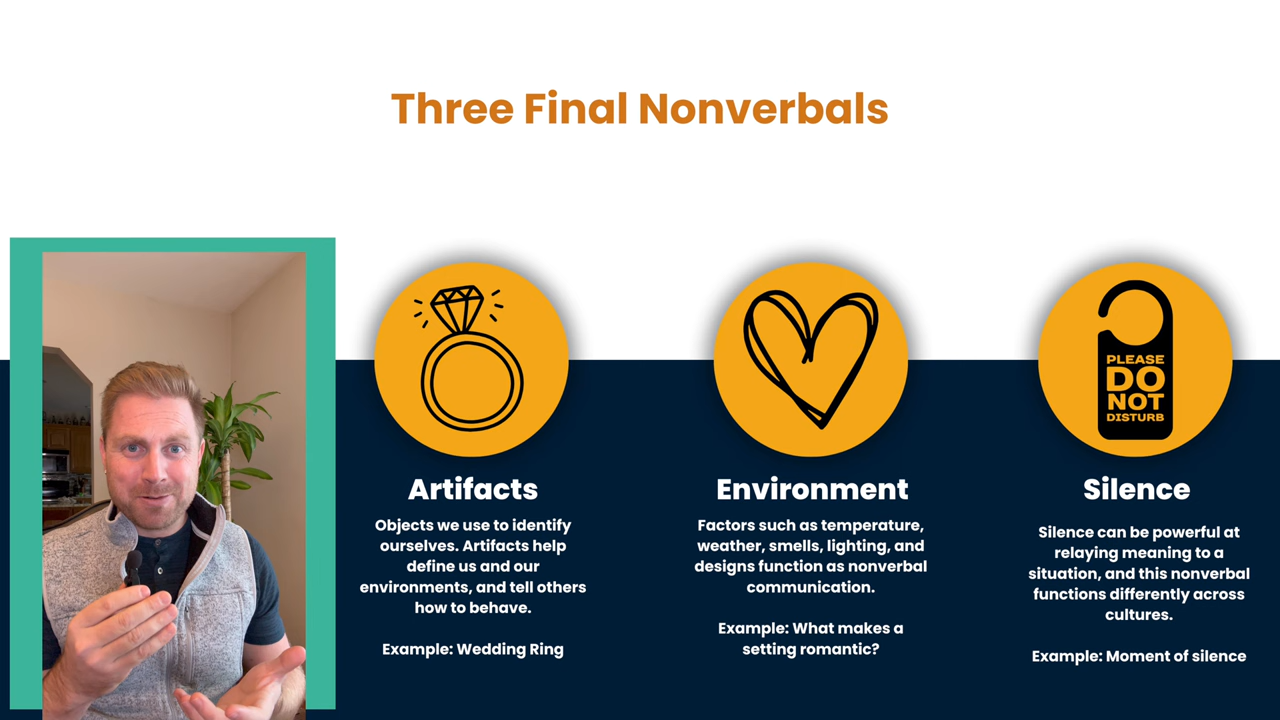 Three Final Nonverbals
Artifacts
Objects we use to identify
ourselves. Artifacts help
define us and our
environments, and tell others
how to behave.
Example: Wedding Ring
Environment
Factors such as temperature,
weather, smells, lighting, and
designs function as nonverbal
communication.
Example: What makes a
setting romantic?
PLEASE
DO
NOT
DISTURB
Silence
Silence can be powerful at
relaying meaning to a
situation, and this nonverbal
functions differently across
cultures.
Example: Moment of silence